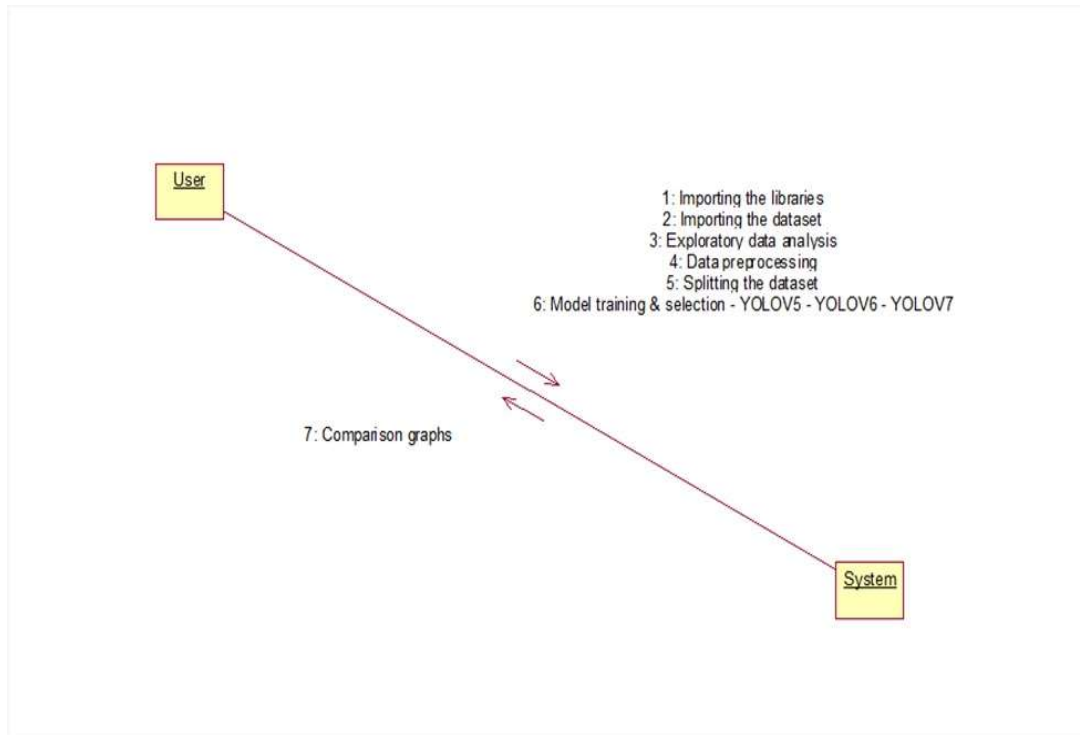 User
1: Importing the libraries
2: Importing the dataset
3: Exploratory data analysis
4: Data preprocessing
5: Splitting the dataset
6: Model training & selection - YOLOV5 - YOLOV6 - YOLOV7
7: Comparison graphs
System